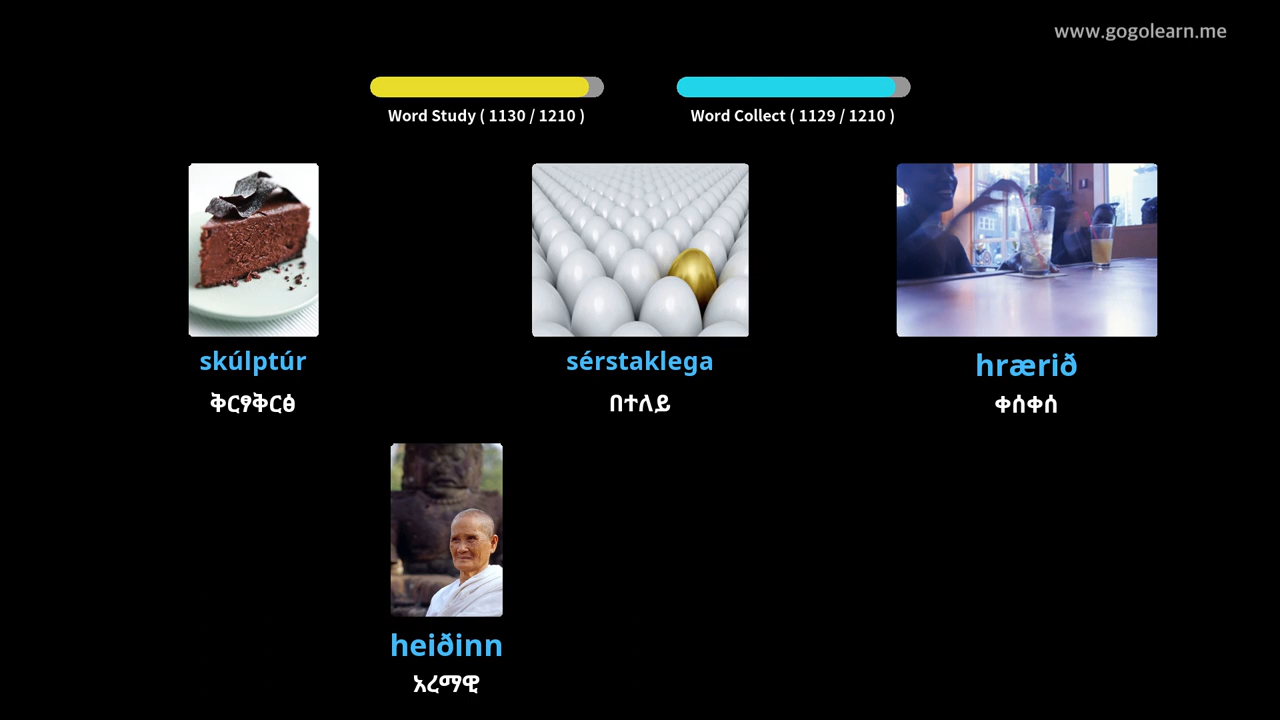 www.gogolearn.me
Word Study ( 1130 / 1210 )
Word Collect ( 1129 / 1210 )
skúlptúr
ቅርፃቅርፅ
sérstaklega
በተለይ
hrærið
ቀሰቀሰ
heiðinn
አረማዊ